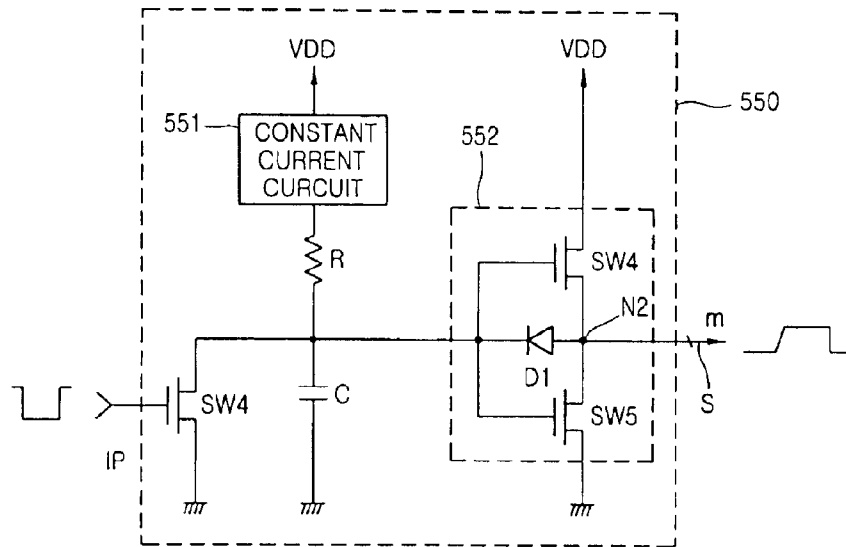 VDD
VDD
550
551
CONSTANT
CURRENT
CURCUIT
552
R
SW4
N2
m
D1
S
SW4
C
SW5
IP